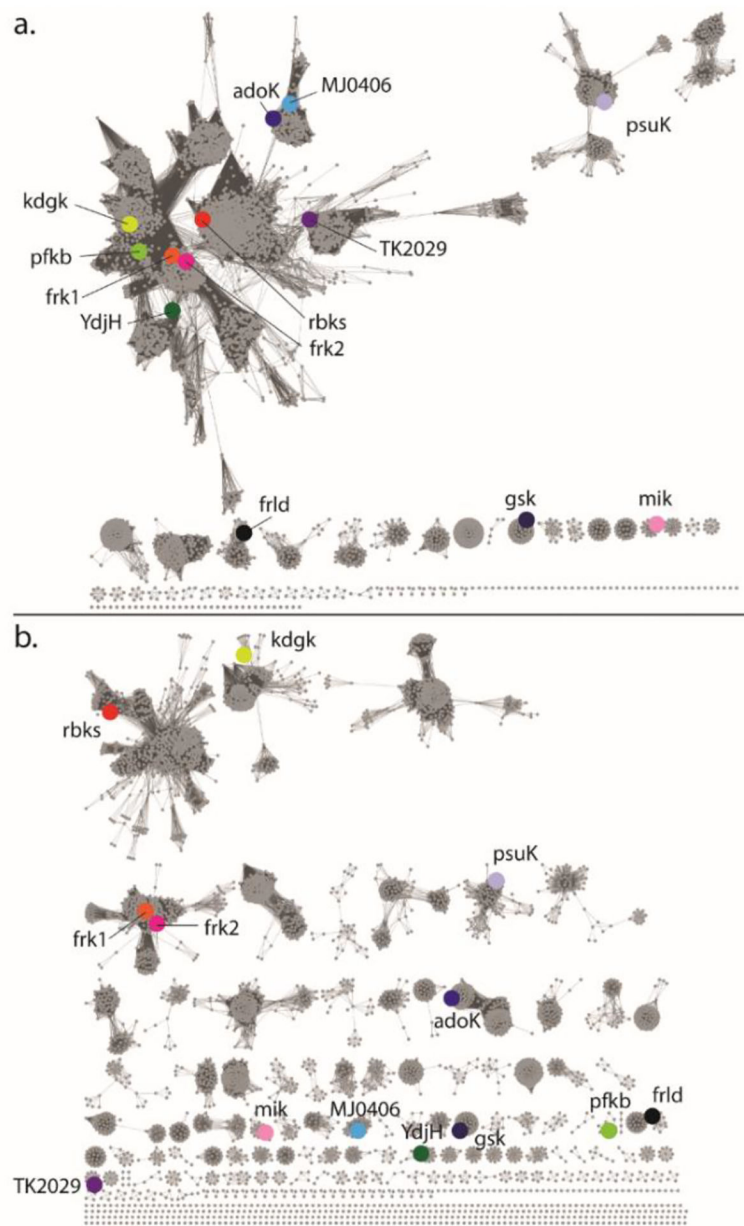 a.
adoK
MJ0406
psuK
kdgk
pfkb
TK2029
frk1
YdjH
rbks
frk2
frld
gsk
mik
b.
kdgk
rbks
psuK
frk1
frk2
adoK
mik
MJ0406
YdjH
gsk
pfkb
frld
TK2029